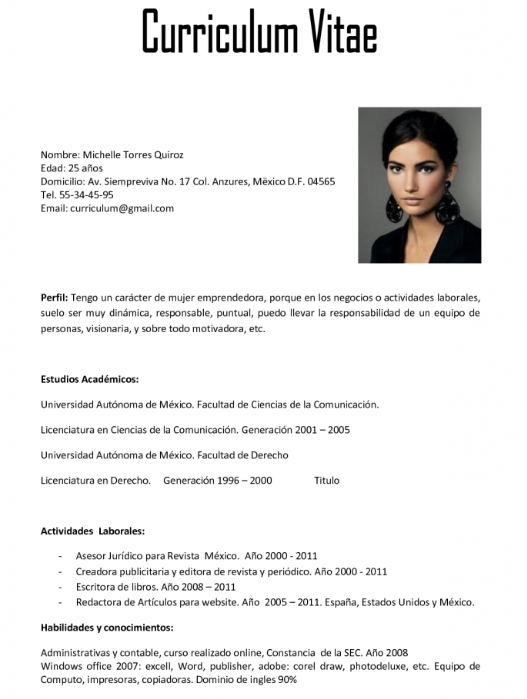 Curriculum Vitae
Nombre: Michelle Torres Quiroz
Edad: 25 años
Domicilio: Av. Siempreviva No. 17 Col. Anzures, Mëxico D.F. 04565
Tel. 55-34-45-95
Email: curriculum@gmail.com
Perfil: Tengo un carácter de mujer emprendedora, porque en los negocios o actividades laborales,
suelo ser muy dinámica, responsable, puntual, puedo llevar la responsabilidad de un equipo de
personas, visionaria, y sobre todo motivadora, etc.
Estudios Académicos:
Universidad Autónoma de México. Facultad de Ciencias de la Comunicación.
Licenciatura en Ciencias de la Comunicación. Generación 2001 – 2005
Universidad Autónoma de México. Facultad de Derecho
Licenciatura en Derecho. Generación 1996 – 2000 Titulo
Actividades Laborales:
- Asesor Jurídico para Revista México. Año 2000 - 2011
- Creadora publicitaria y editora de revista y periódico. Año 2000 - 2011
- Escritora de libros. Año 2008 – 2011
- Redactora de Artículos para website. Año 2005 – 2011. España, Estados Unidos y México.
Habilidades y conocimientos:
Administrativas y contable, curso realizado online, Constancia de la SEC. Año 2008
Windows office 2007: excell, Word, publisher, adobe: corel draw, photodeluxe, etc. Equipo de
Computo, impresoras, copiadoras. Dominio de ingles 90%